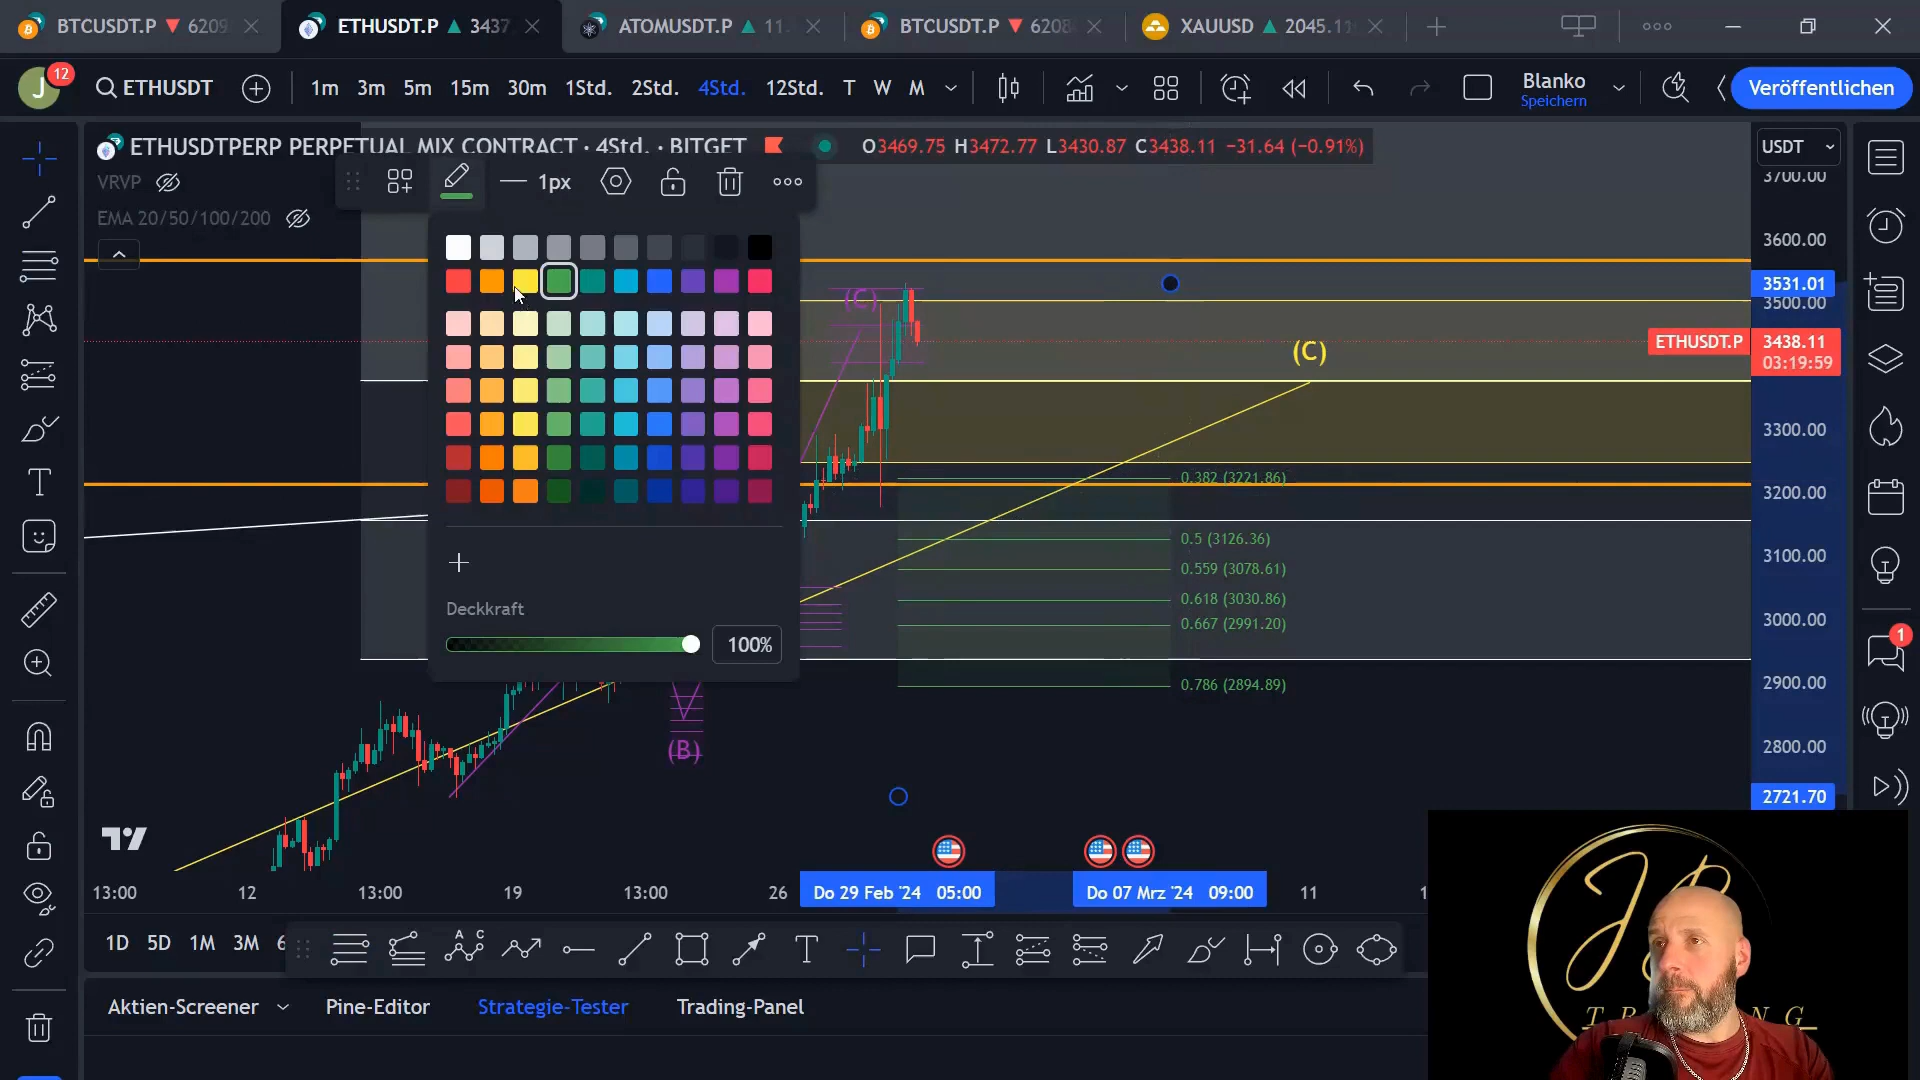 BTCUSDT.P 6209
ETHUSDT.P 3437
ATOMUSDT.P 11.
BTCUSDT.P 6208
XAUUSD 2045.11
J 12
ETHUSDT
1m 3m 5m 15m 30m 1Std. 2Std. 4Std. 12Std. T W M
Blanko
Speichern
Veröffentlichen
ETHUSDTPERP PERPETUAL MIX CONTRACT · 4Std. · BITGET
O3469.75 H3472.77 L3430.87 C3438.11 −31.64 (−0.91%)
USDT
VRVP
EMA 20/50/100/200
1px
Deckkraft
100%
(C)
(C)
(B)
0.382 (3221.86)
0.5 (3126.36)
0.559 (3078.61)
0.618 (3030.86)
0.667 (2991.20)
0.786 (2894.89)
3700.00
3600.00
3531.01
3500.00
ETHUSDT.P 3438.11
03:19:59
3300.00
3200.00
3100.00
3000.00
2900.00
2800.00
2721.70
1
13:00 12 13:00 19 13:00 26 Do 29 Feb '24 05:00 Do 07 Mrz '24 09:00 11
1D 5D 1M 3M
Aktien-Screener Pine-Editor Strategie-Tester Trading-Panel